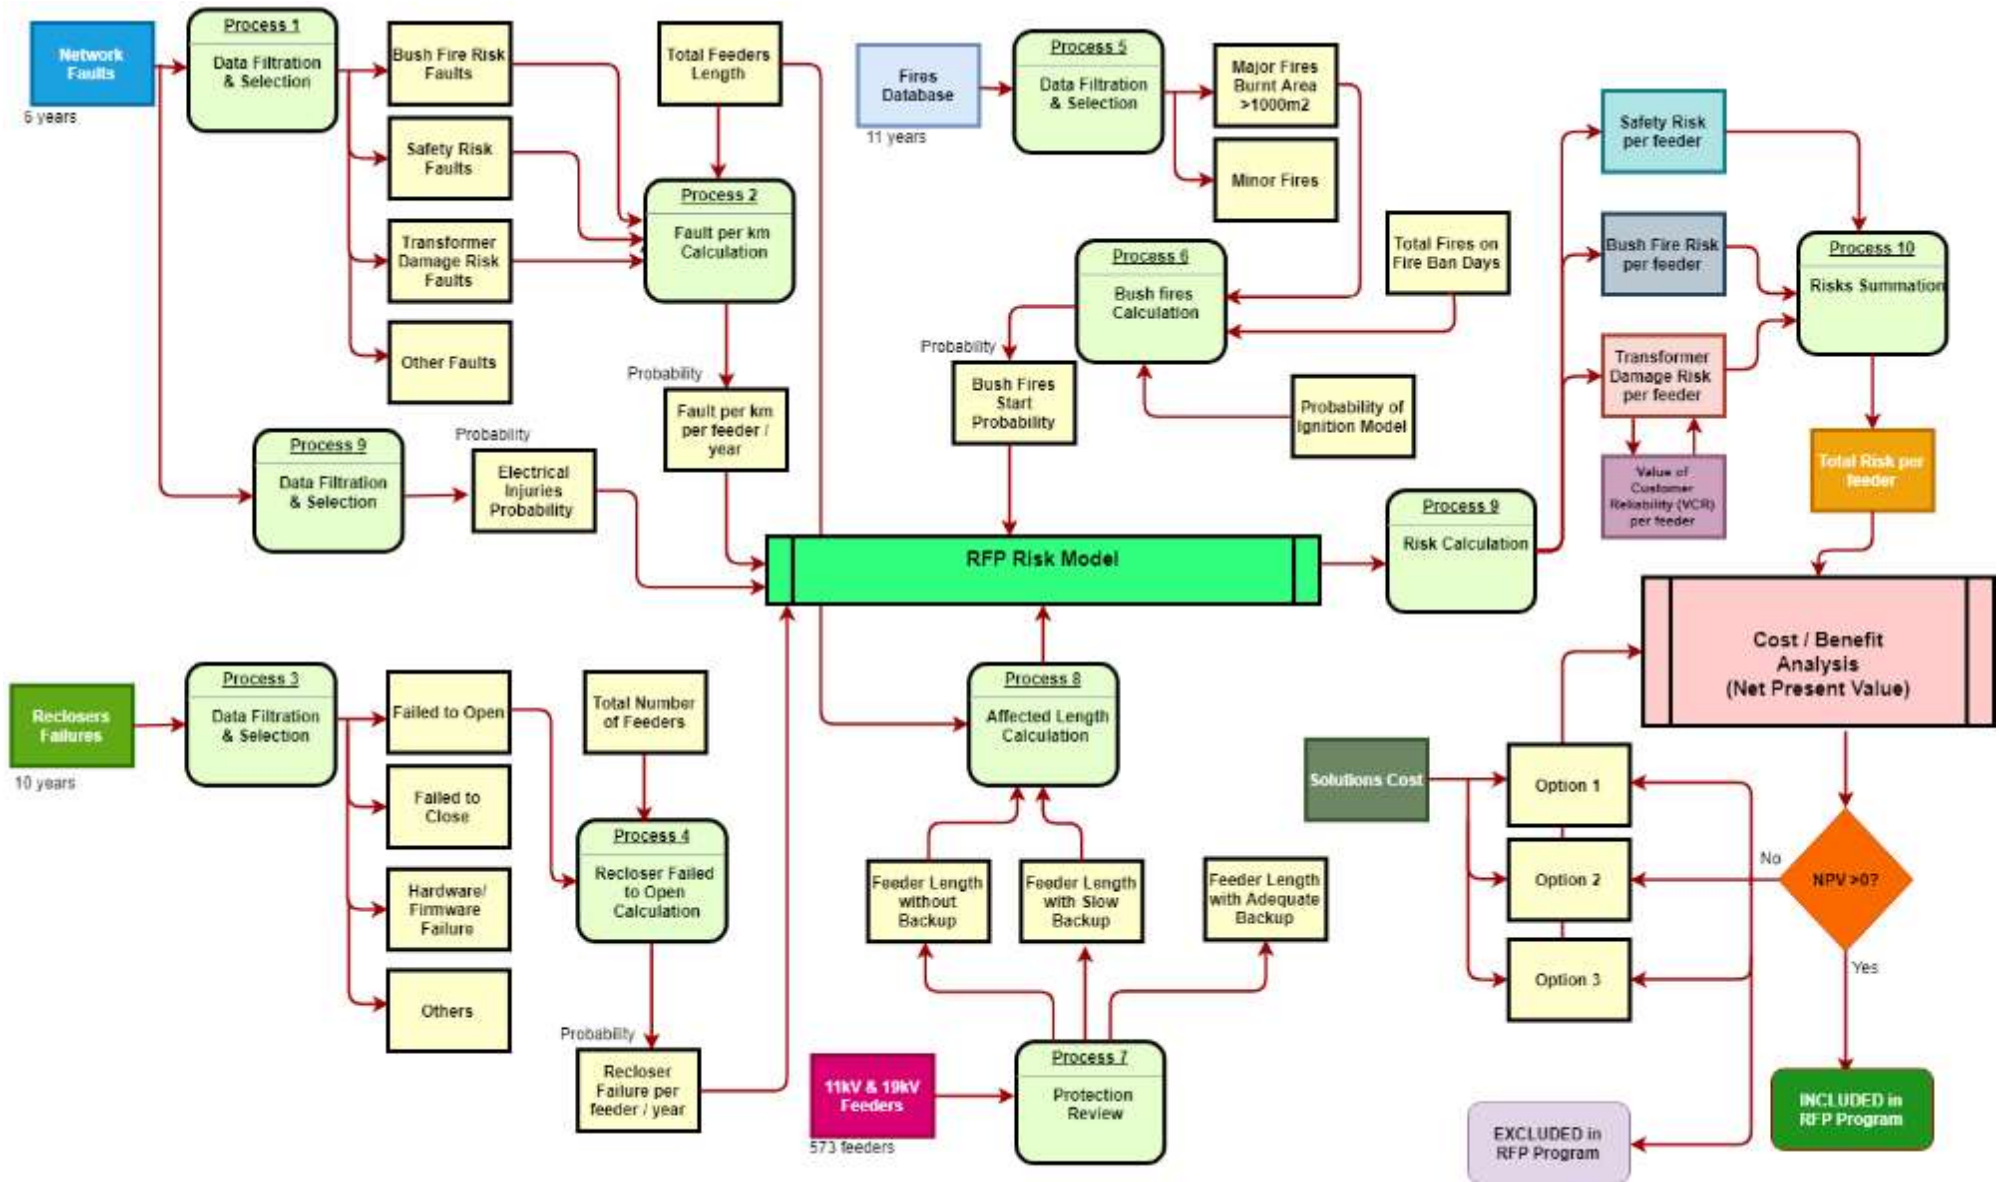 Network
Faults
6 years
Process 1
Data Filtration
& Selection
Bush Fire Risk
Faults
Safety Risk
Faults
Transformer
Damage Risk
Faults
Other Faults
Total Feeders
Length
Process 2
Fault per km
Calculation
Probability
Fault per km
per feeder /
year
Process 9
Data Filtration
& Selection
Probability
Electrical
Injuries
Probability
Fires
Database
11 years
Process 5
Data Filtration
& Selection
Major Fires
Burnt Area
>1000m2
Minor Fires
Process 6
Bush fires
Calculation
Total Fires on
Fire Ban Days
Probability
Bush Fires
Start
Probability
Probability of
Ignition Model
RFP Risk Model
Process 9
Risk Calculation
Safety Risk
per feeder
Bush Fire Risk
per feeder
Transformer
Damage Risk
per feeder
Value of
Customer
Reliability (VCR)
per feeder
Process 10
Risks Summation
Total Risk per
feeder
Cost / Benefit
Analysis
(Net Present Value)
Reclosers
Failures
10 years
Process 3
Data Filtration
& Selection
Failed to Open
Failed to
Close
Hardware/
Firmware
Failure
Others
Total Number
of Feeders
Process 4
Recloser Failed
to Open
Calculation
Probability
Recloser
Failure per
feeder / year
Process 8
Affected Length
Calculation
Feeder Length
without
Backup
Feeder Length
with Slow
Backup
Feeder Length
with Adequate
Backup
11kV & 19kV
Feeders
573 feeders
Process 7
Protection
Review
Solutions Cost
Option 1
Option 2
Option 3
No
NPV >0?
Yes
EXCLUDED in
RFP Program
INCLUDED in
RFP Program